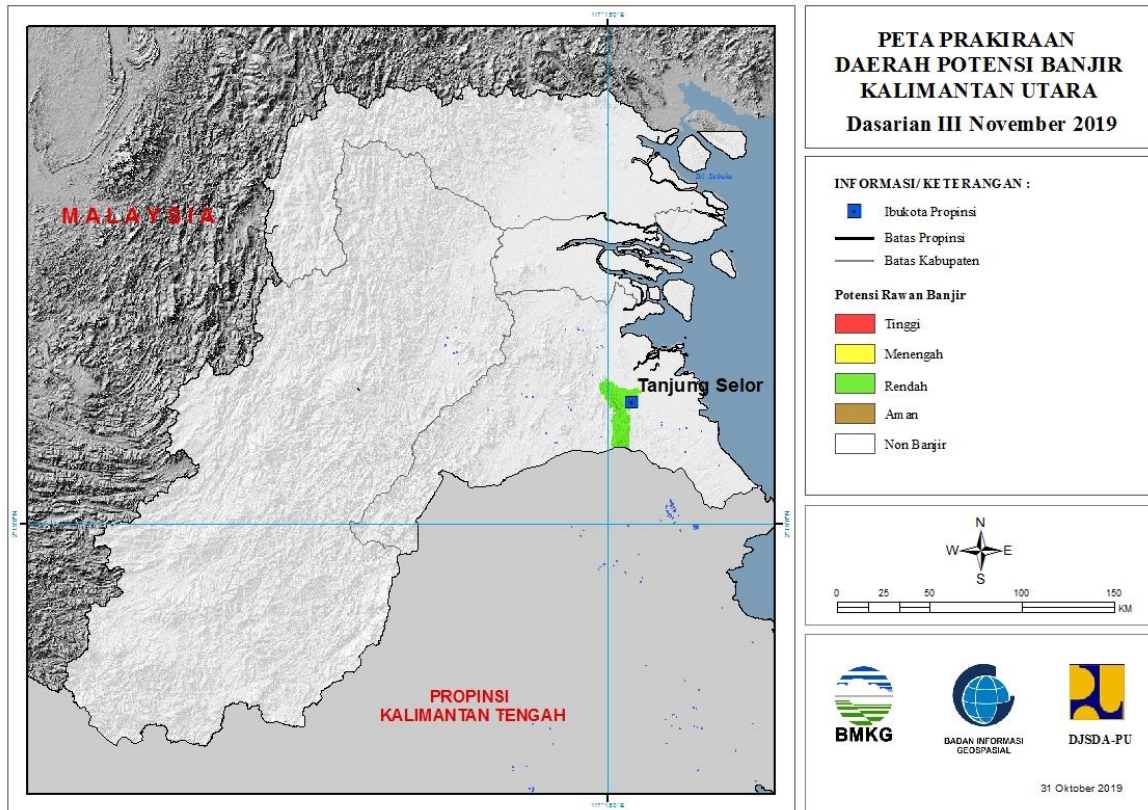 PETA PRAKIRAAN
DAERAH POTENSI BANJIR
KALIMANTAN UTARA
Dasarian III November 2019
INFORMASI/ KETERANGAN :
Ibukota Propinsi
Batas Propinsi
Batas Kabupaten
Potensi Rawan Banjir
Tinggi
Menengah
Rendah
Aman
Non Banjir
N
W E
S
0 25 50 100 150
KM
BMKG
BADAN INFORMASI
GEOSPASIAL
DJSDA-PU
31 Oktober 2019
MALAYSIA
Tanjung Selor
PROPINSI
KALIMANTAN TENGAH